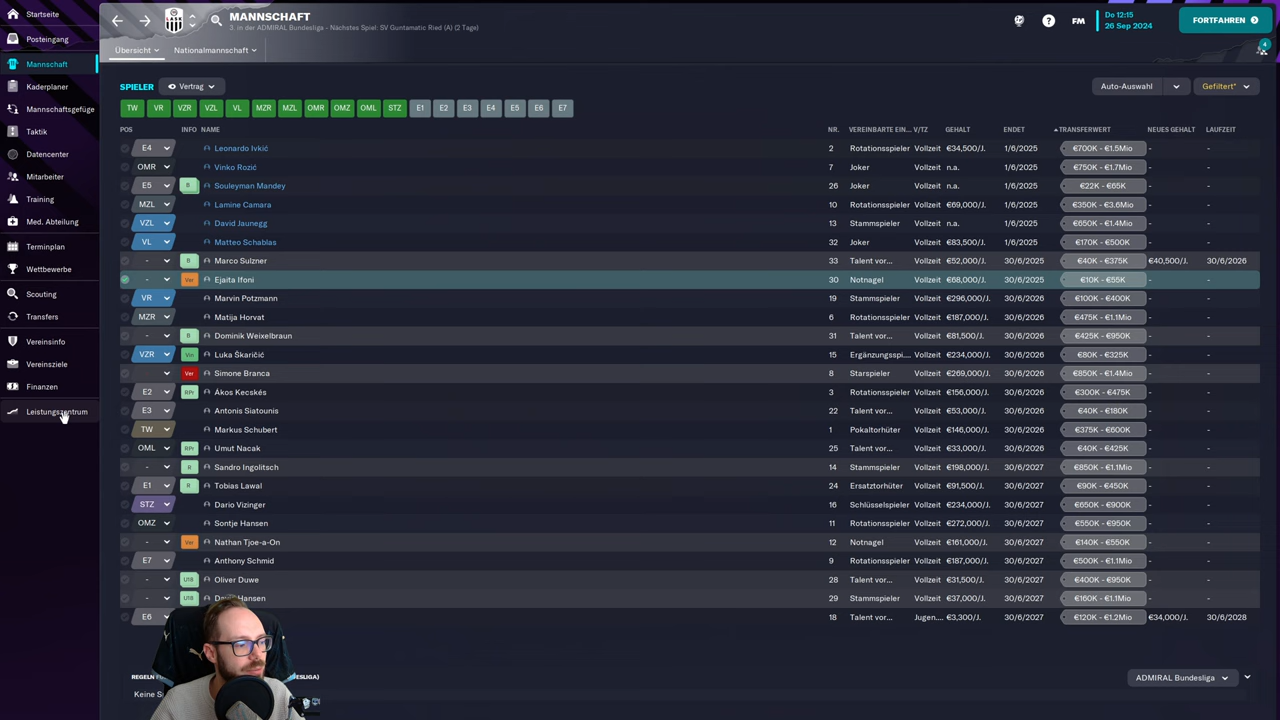 Startseite
Posteingang
Mannschaft
Kaderplaner
Mannschaftsgefüge
Taktik
Datencenter
Mitarbeiter
Training
Med. Abteilung
Terminplan
Wettbewerbe
Scouting
Transfers
Vereinsinfo
Vereinsziele
Finanzen
Leistungszentrum
MANNSCHAFT
3. in der ADMIRAL Bundesliga - Nächstes Spiel: SV Guntamatic Ried (A) (2 Tage)
FM
Do 12:15
26 Sep 2024
FORTFAHREN
4
Übersicht Nationalmannschaft
SPIELER Vertrag Auto-Auswahl Gefiltert*
TW VR VZR VZL VL MZR MZL OMR OMZ OML STZ E1 E2 E3 E4 E5 E6 E7
POS INFO NAME NR. VEREINBARTE EIN... V/TZ GEHALT ENDET TRANSFERWERT NEUES GEHALT LAUFZEIT
E4 Leonardo Ivkić 2 Rotationsspieler Vollzeit €34,500/J. 1/6/2025 €700K - €1.5Mio - -
OMR Vinko Rozić 7 Joker Vollzeit n.a. 1/6/2025 €750K - €1.7Mio - -
E5 B Souleyman Mandey 26 Joker Vollzeit n.a. 1/6/2025 €22K - €65K - -
MZL Lamine Camara 10 Rotationsspieler Vollzeit €69,000/J. 1/6/2025 €350K - €3.6Mio - -
VZL David Jaunegg 13 Stammspieler Vollzeit n.a. 1/6/2025 €650K - €1.4Mio - -
VL Matteo Schablas 32 Joker Vollzeit €83,500/J. 1/6/2025 €170K - €500K - -
- B Marco Sulzner 33 Talent vor... Vollzeit €52,000/J. 30/6/2025 €40K - €375K €40,500/J. 30/6/2026
- Ver Ejaita Ifoni 30 Notnagel Vollzeit €68,000/J. 30/6/2025 €10K - €55K - -
VR Marvin Potzmann 19 Stammspieler Vollzeit €296,000/J. 30/6/2026 €100K - €400K - -
MZR Matija Horvat 6 Rotationsspieler Vollzeit €187,000/J. 30/6/2026 €475K - €1.1Mio - -
- B Dominik Weixelbraun 31 Talent vor... Vollzeit €81,500/J. 30/6/2026 €425K - €950K - -
VZR Vin Luka Škaričić 15 Ergänzungsspi.... Vollzeit €234,000/J. 30/6/2026 €80K - €325K - -
Ver Simone Branca 8 Starspieler Vollzeit €269,000/J. 30/6/2026 €850K - €1.4Mio - -
E2 RPr Ákos Kecskés 3 Rotationsspieler Vollzeit €156,000/J. 30/6/2026 €300K - €475K - -
E3 Antonis Siatounis 22 Talent vor... Vollzeit €53,000/J. 30/6/2026 €40K - €180K - -
TW Markus Schubert 1 Pokaltorhüter Vollzeit €146,000/J. 30/6/2026 €375K - €600K - -
OML RPr Umut Nacak 25 Talent vor... Vollzeit €33,000/J. 30/6/2026 €40K - €425K - -
- R Sandro Ingolitsch 14 Stammspieler Vollzeit €198,000/J. 30/6/2027 €850K - €1.1Mio - -
E1 R Tobias Lawal 24 Ersatztorhüter Vollzeit €91,500/J. 30/6/2027 €90K - €450K - -
STZ Dario Vizinger 16 Schlüsselspieler Vollzeit €234,000/J. 30/6/2027 €650K - €900K - -
OMZ Sontje Hansen 11 Rotationsspieler Vollzeit €272,000/J. 30/6/2027 €550K - €950K - -
- Ver Nathan Tjoe-a-On 12 Notnagel Vollzeit €161,000/J. 30/6/2027 €140K - €550K - -
E7 Anthony Schmid 9 Rotationsspieler Vollzeit €187,000/J. 30/6/2027 €500K - €1.1Mio - -
- U18 Oliver Duwe 28 Talent vor... Vollzeit €31,500/J. 30/6/2027 €400K - €950K - -
- U18 Hansen 29 Stammspieler Vollzeit €37,000/J. 30/6/2027 €160K - €1.1Mio - -
E6 18 Talent vor... Jugen.... €3,300/J. 30/6/2027 €120K - €1.2Mio €34,000/J. 30/6/2028
ADMIRAL Bundesliga
Keine